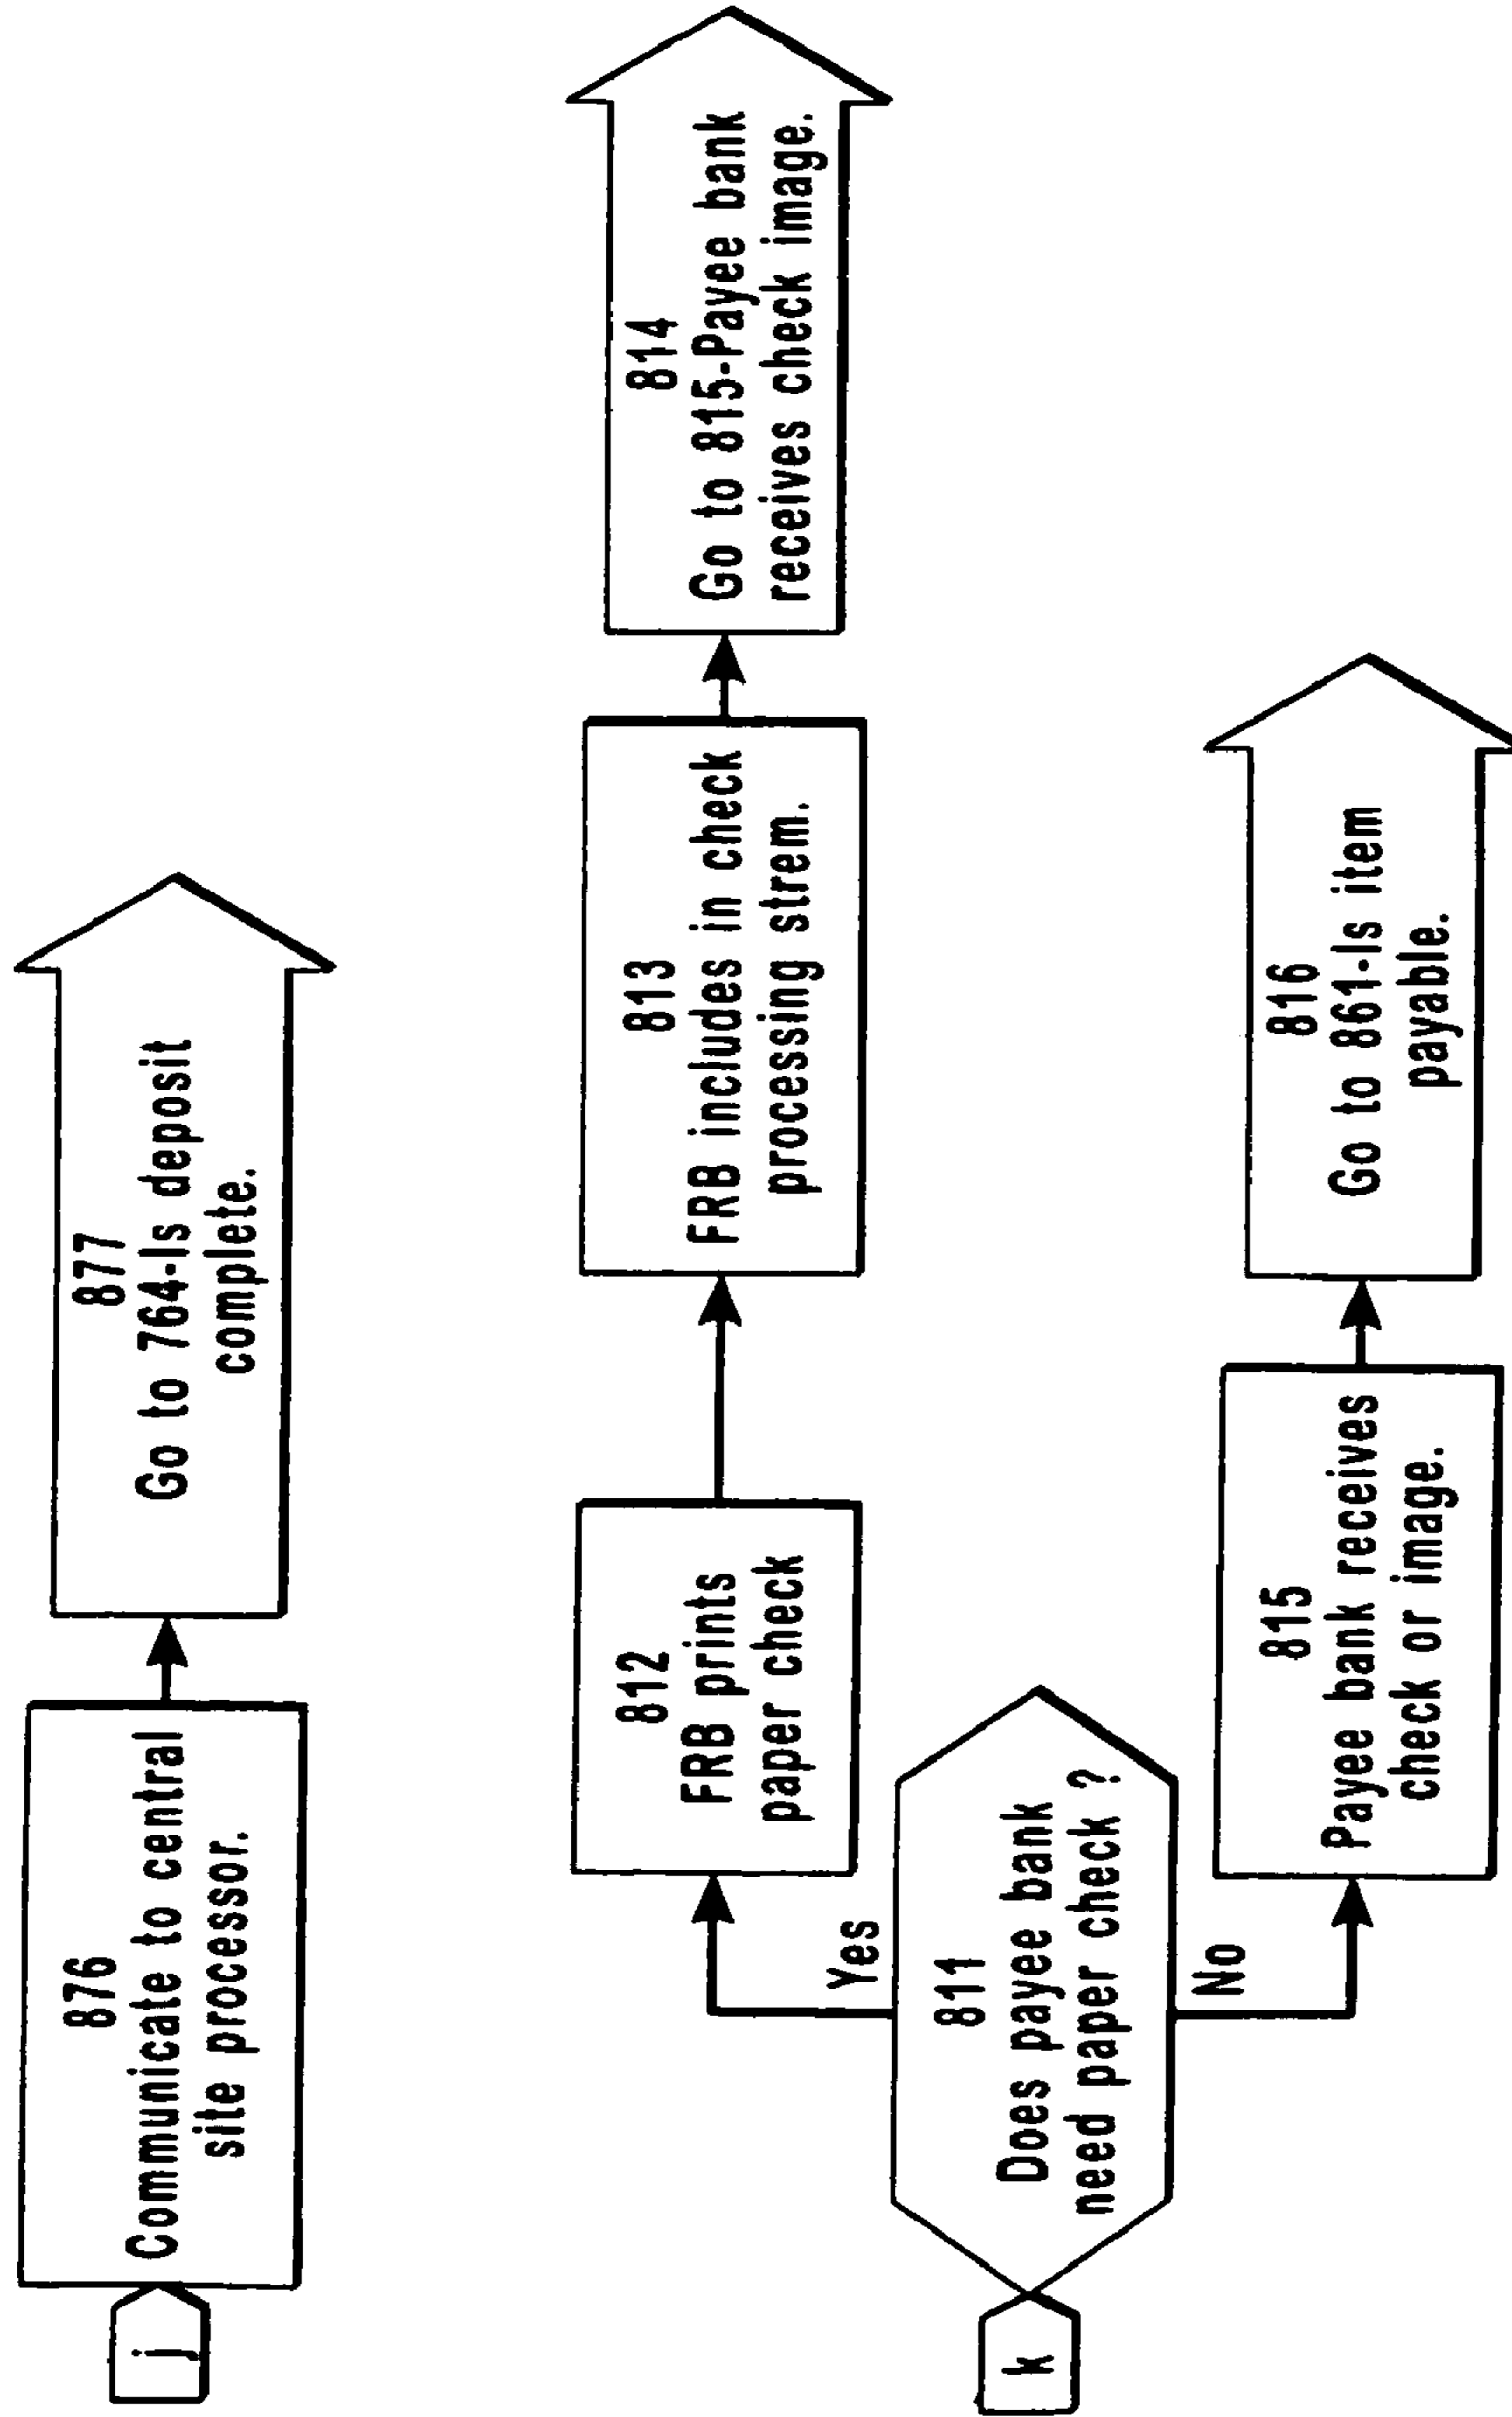 j
876
Communicate to central
site processor.
877
Go to 764-Is deposit
complete.
812
FRB prints
paper check
813
FRB includes in check
processing strem.
814
Go to 815-Payee bank
receives check image.
Yes
k
811
Does payee bank
need paper check ?
No
815
Payee bank receives
check or image.
816
Go to 861-Is item
payable.